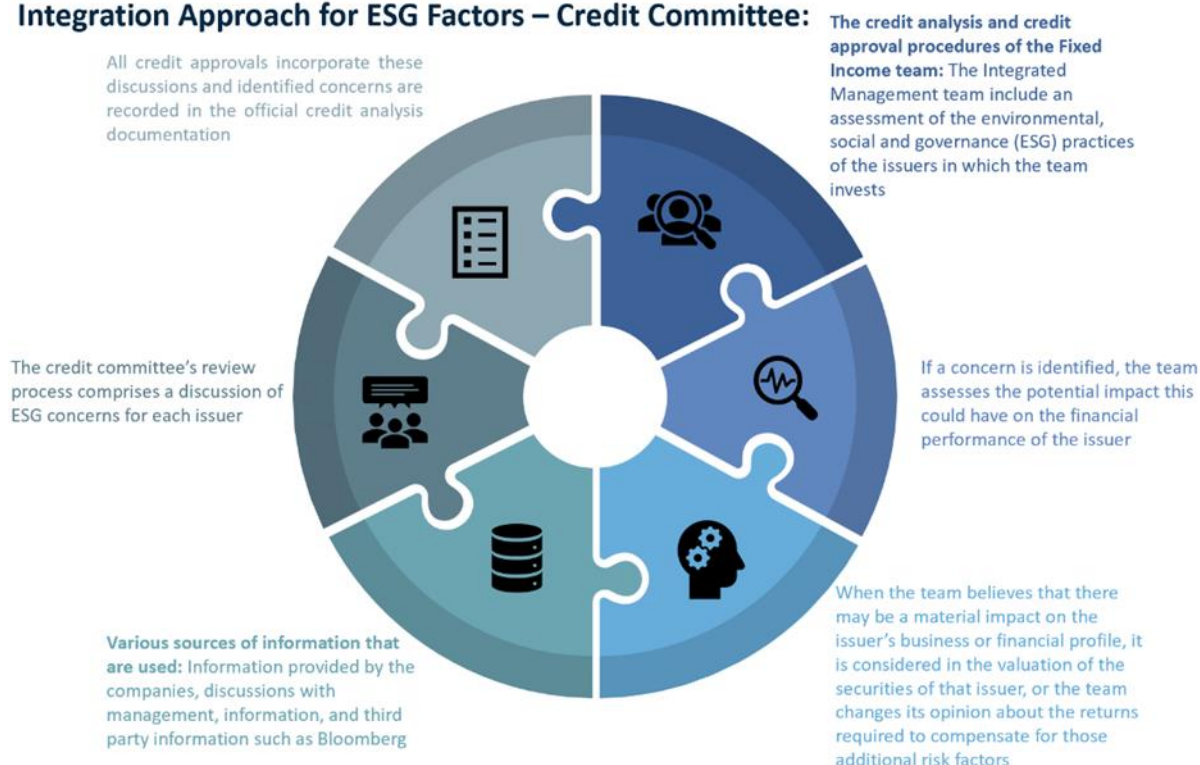 Integration Approach for ESG Factors – Credit Committee:
The credit analysis and credit
approval procedures of the Fixed
Income team: The Integrated
Management team include an
assessment of the environmental,
social and governance (ESG) practices
of the issuers in which the team
invests
If a concern is identified, the team
assesses the potential impact this
could have on the financial
performance of the issuer
When the team believes that there
may be a material impact on the
issuer's business or financial profile, it
is considered in the valuation of the
securities of that issuer, or the team
changes its opinion about the returns
required to compensate for those
additional risk factors
Various sources of information that
are used: Information provided by the
companies, discussions with
management, information, and third
party information such as Bloomberg
The credit committee's review
process comprises a discussion of
ESG concerns for each issuer
All credit approvals incorporate these
discussions and identified concerns are
recorded in the official credit analysis
documentation